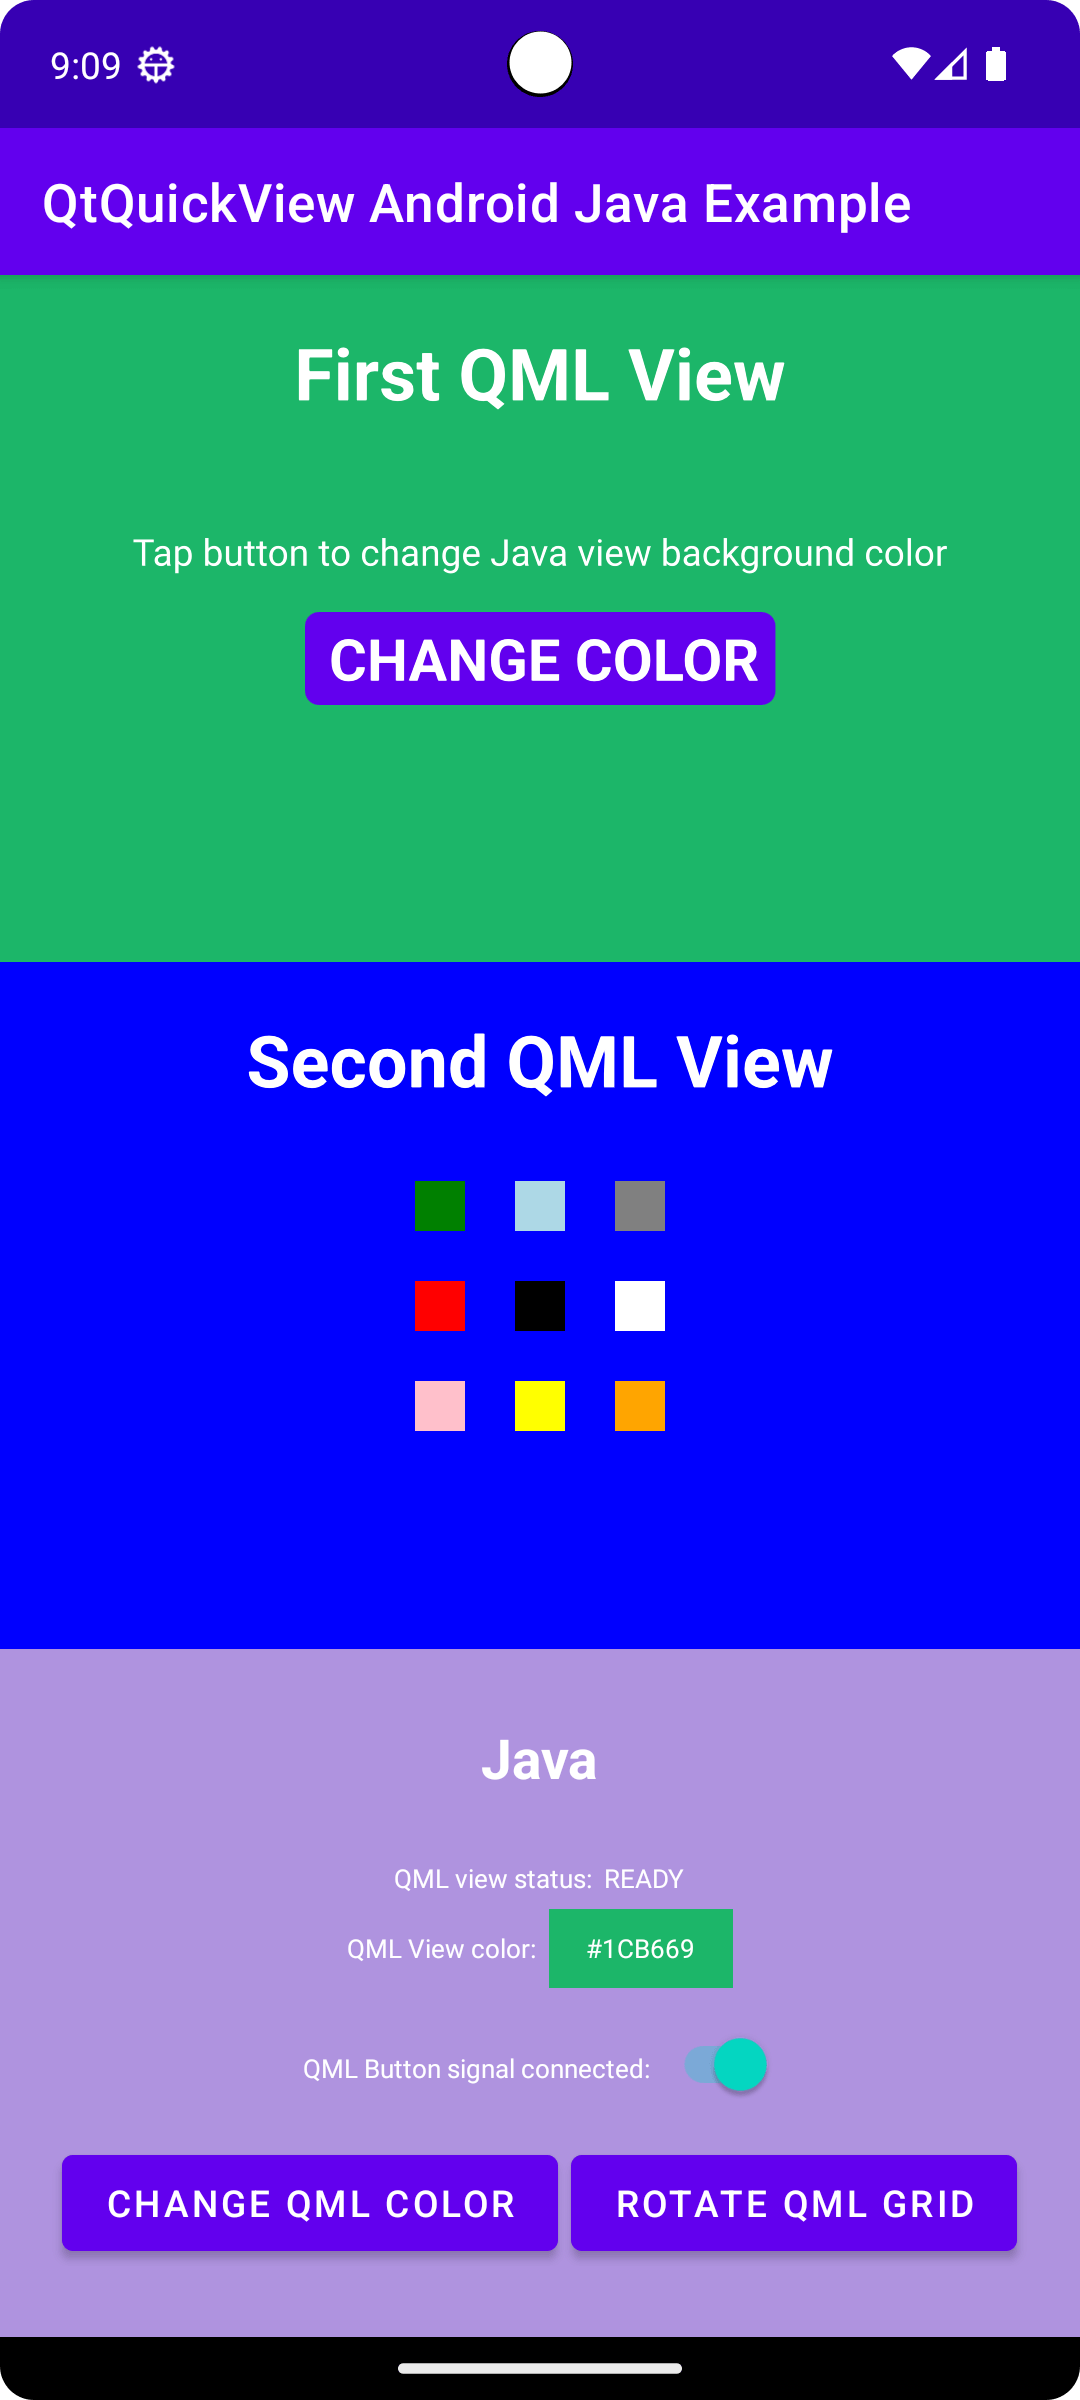 9:09
QtQuickView Android Java Example
First QML View
Tap button to change Java view background color
CHANGE COLOR
Second QML View
Java
QML view status: READY
QML View color: #1CB669
QML Button signal connected:
CHANGE QML COLOR ROTATE QML GRID